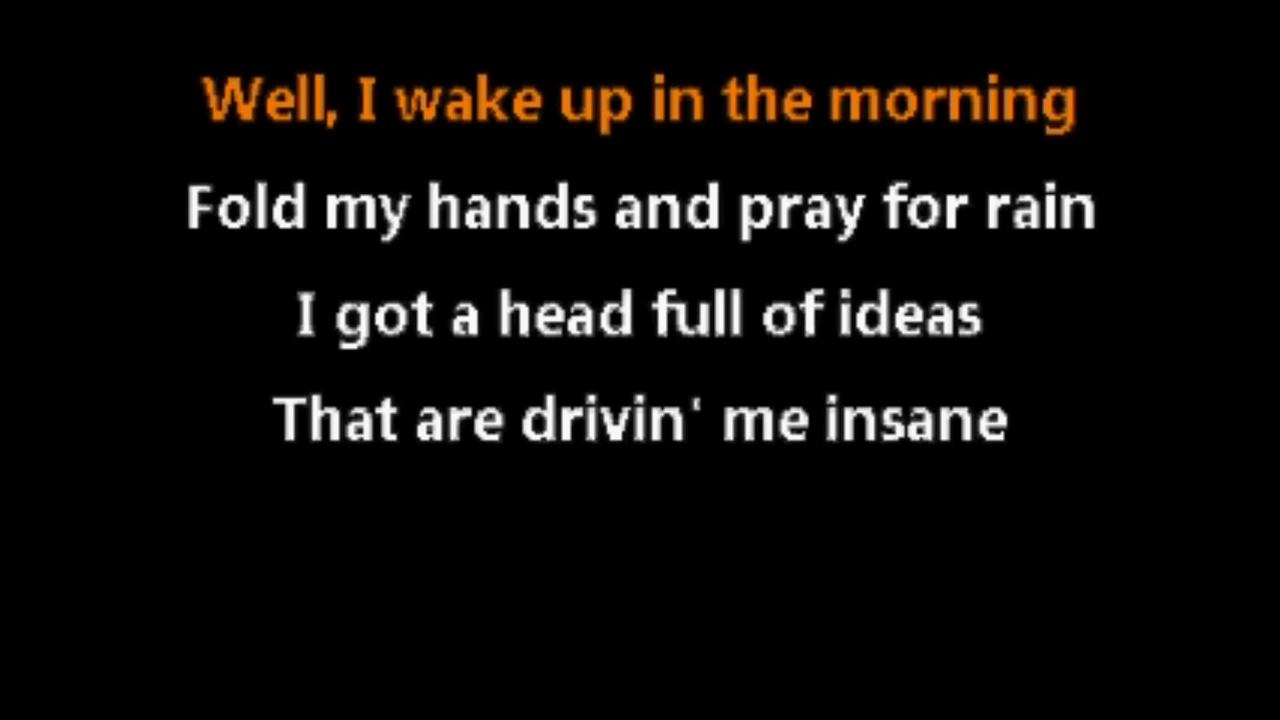 Well, I wake up in the morning
Fold my hands and pray for rain
I got a head full of ideas
That are drivin' me insane